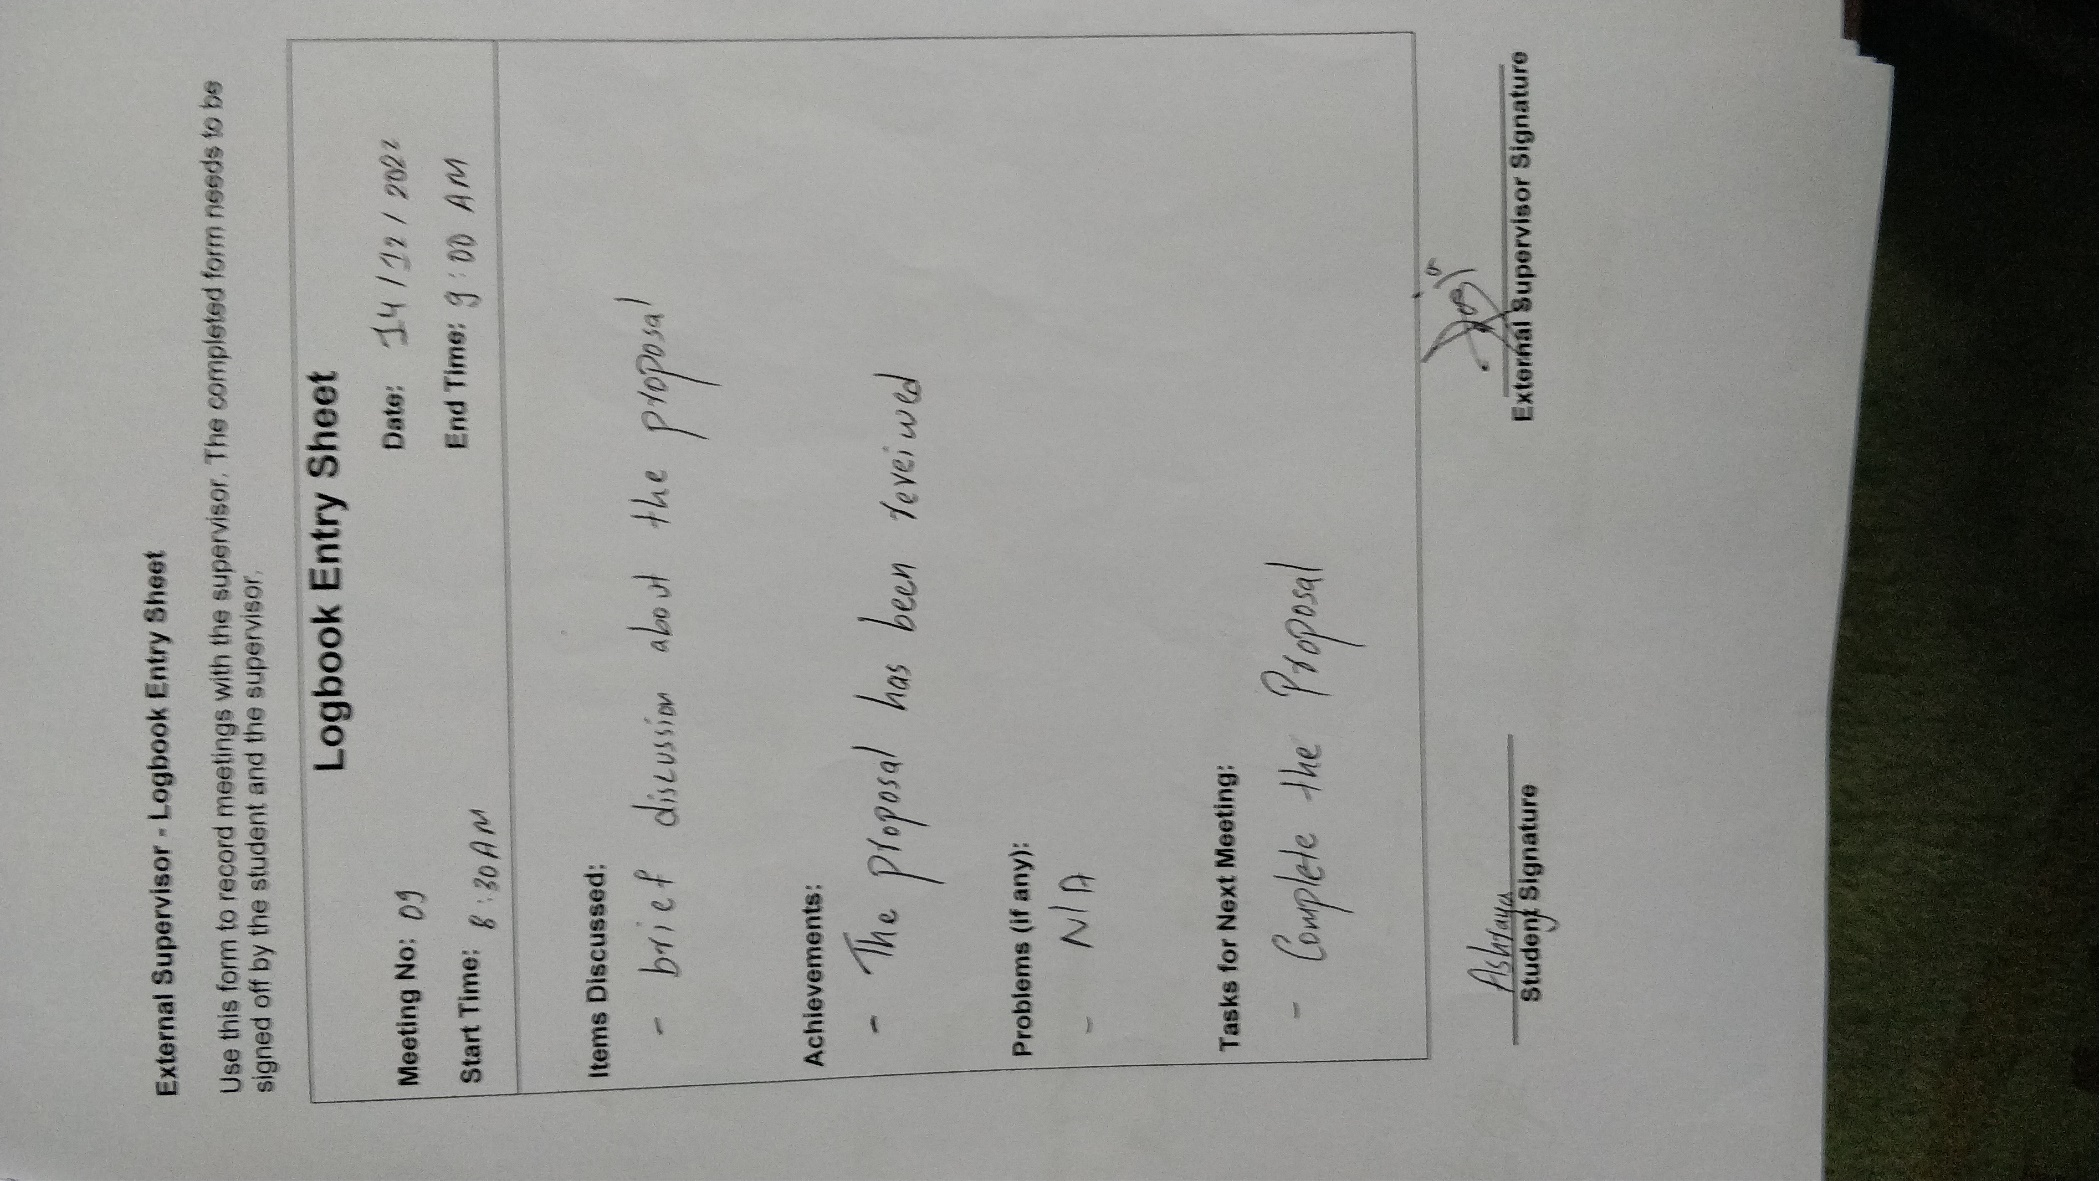 External Supervisor - Logbook Entry Sheet
Use this form to record meetings with the supervisor. The completed form needs to be
signed off by the student and the supervisor.
Logbook Entry Sheet
Meeting No: 09 Date: 14/12/2022
Start Time: 8:30AM End Time: 9:00 AM
Items Discussed:
- brief discussion about the proposal
Achievements:
- The proposal has been reveiwed
Problems (if any):
- N/A
Tasks for Next Meeting:
- Complete the Proposal
Student Signature External Supervisor Signature